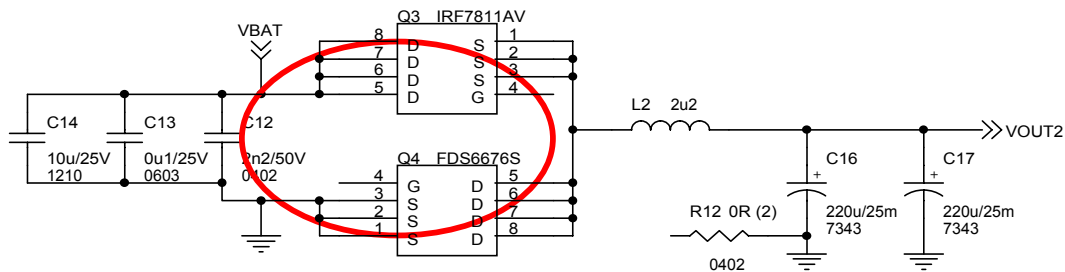 Q3 IRF7811AV
VBAT
8 D S 1
7 D S 2
6 D S 3
5 D G 4
L2 2u2
VOUT2
C14 C13 C12
10u/25V 0u1/25V 2n2/50V
1210 0603 0402
Q4 FDS6676S
4 G D 5
3 S D 6
2 S D 7
1 S D 8
C16 C17
+ +
220u/25m 220u/25m
7343 7343
R12 0R (2)
0402